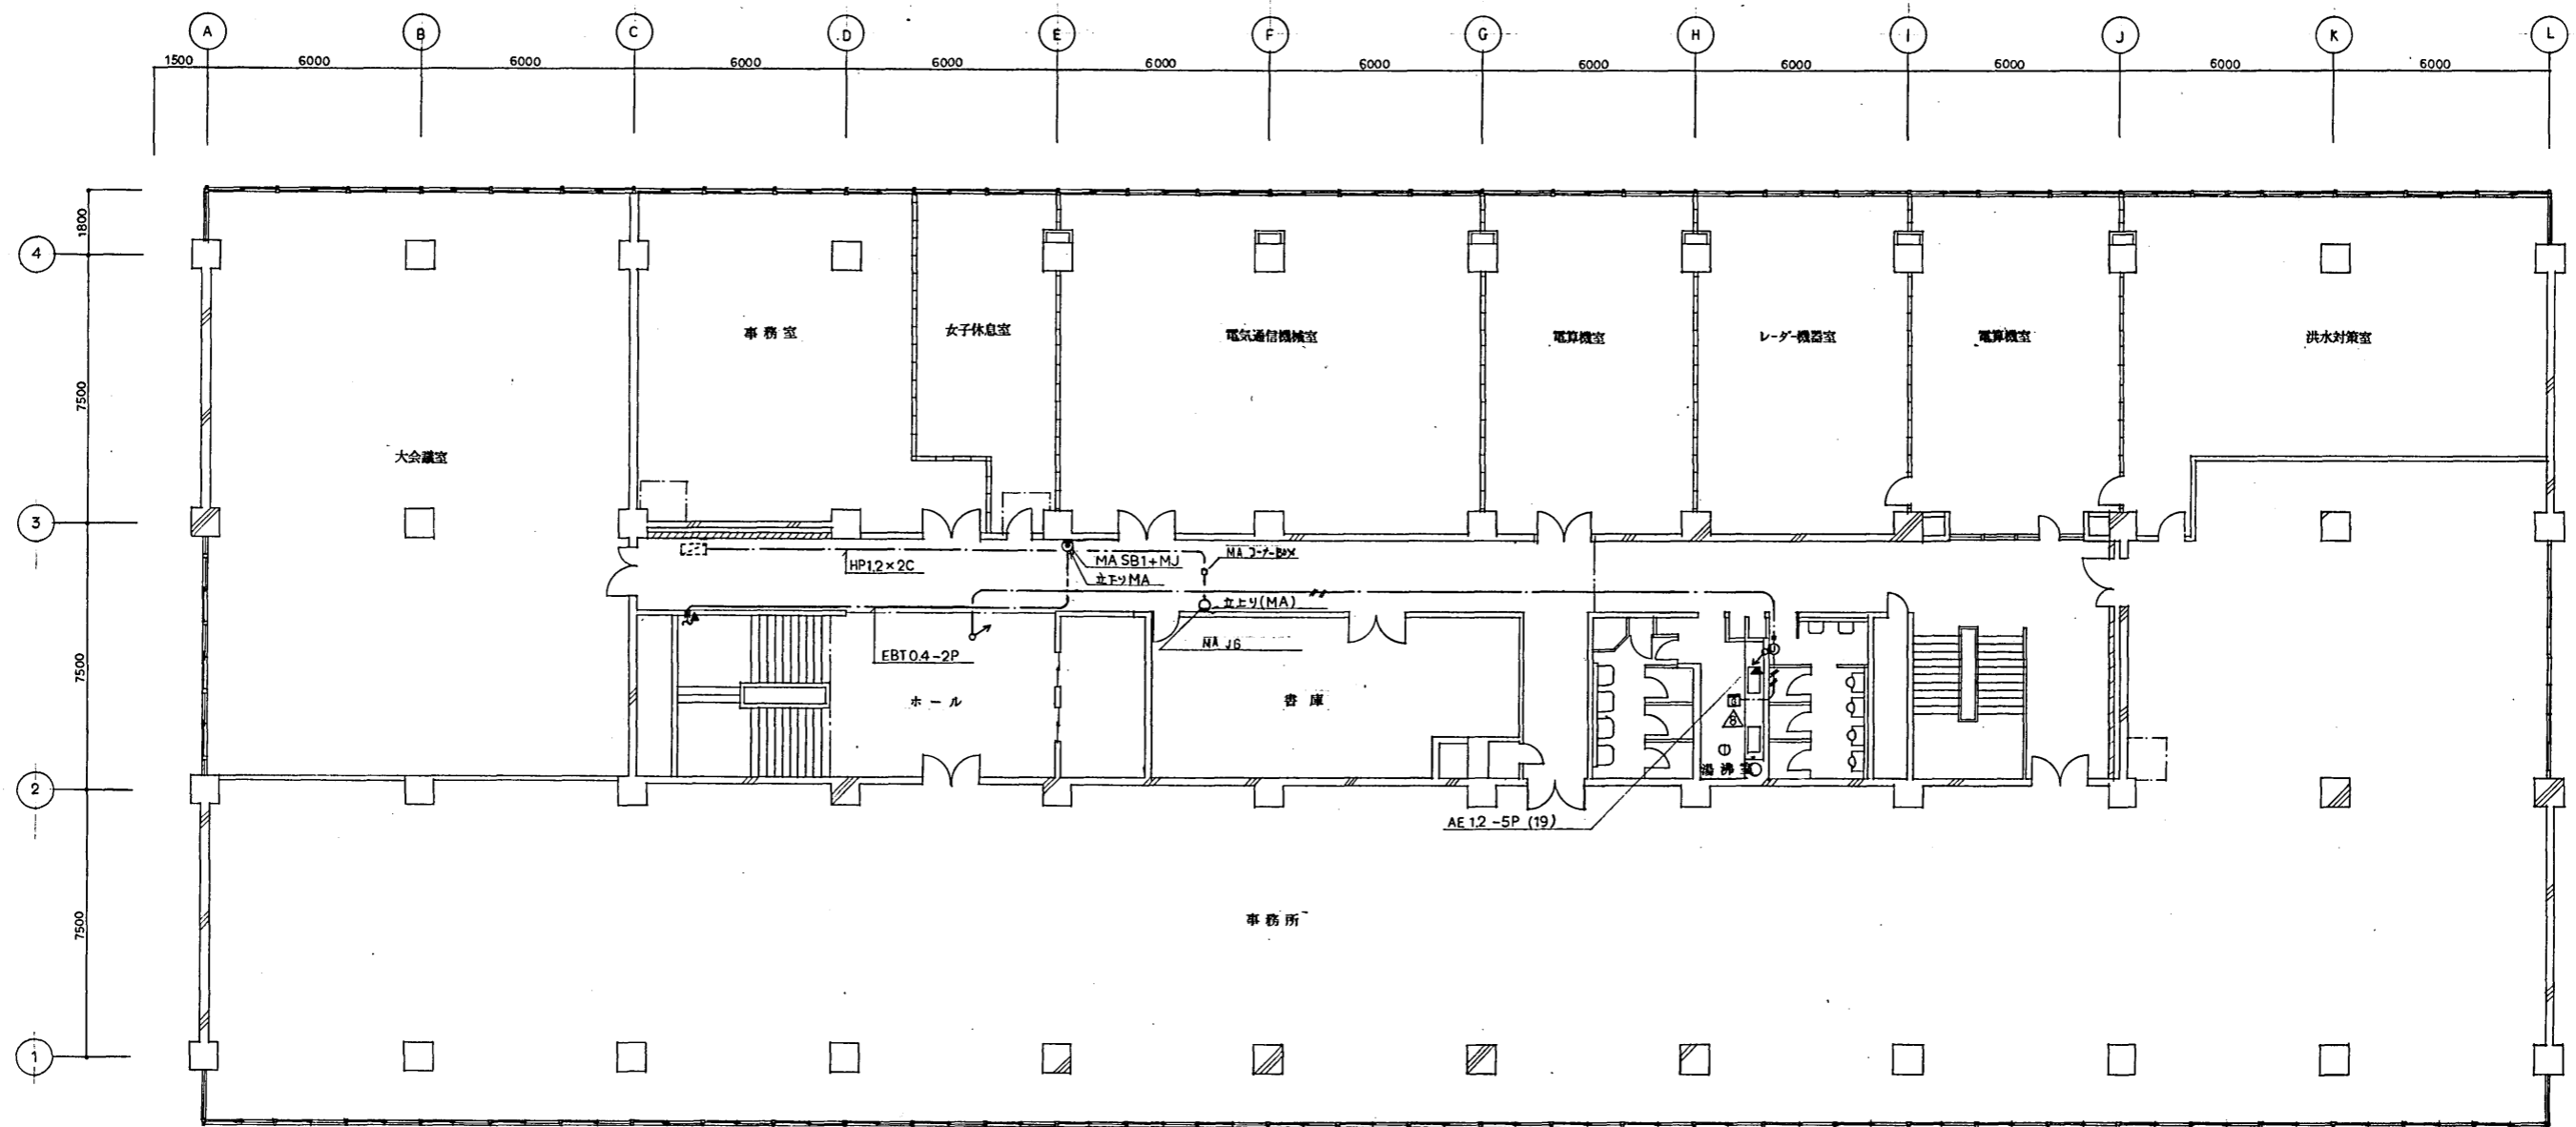 A B C D E F G H I J K L
1500 6000 6000 6000 6000 6000 6000 6000 6000 6000 6000 6000
1800
4
事務室
女子休息室
電気通信機械室
電算機室
レーダー機器室
電算機室
洪水対策室
7500
大会議室
3
MA コーナーBOX
MA SB1+MJ
HP1.2×2C
立下りMA
立上り(MA)
MA JB
EBT0.4-2P
7500
ホール
書庫
8
湯沸室
2
AE1.2-5P (19)
7500
事務所
1